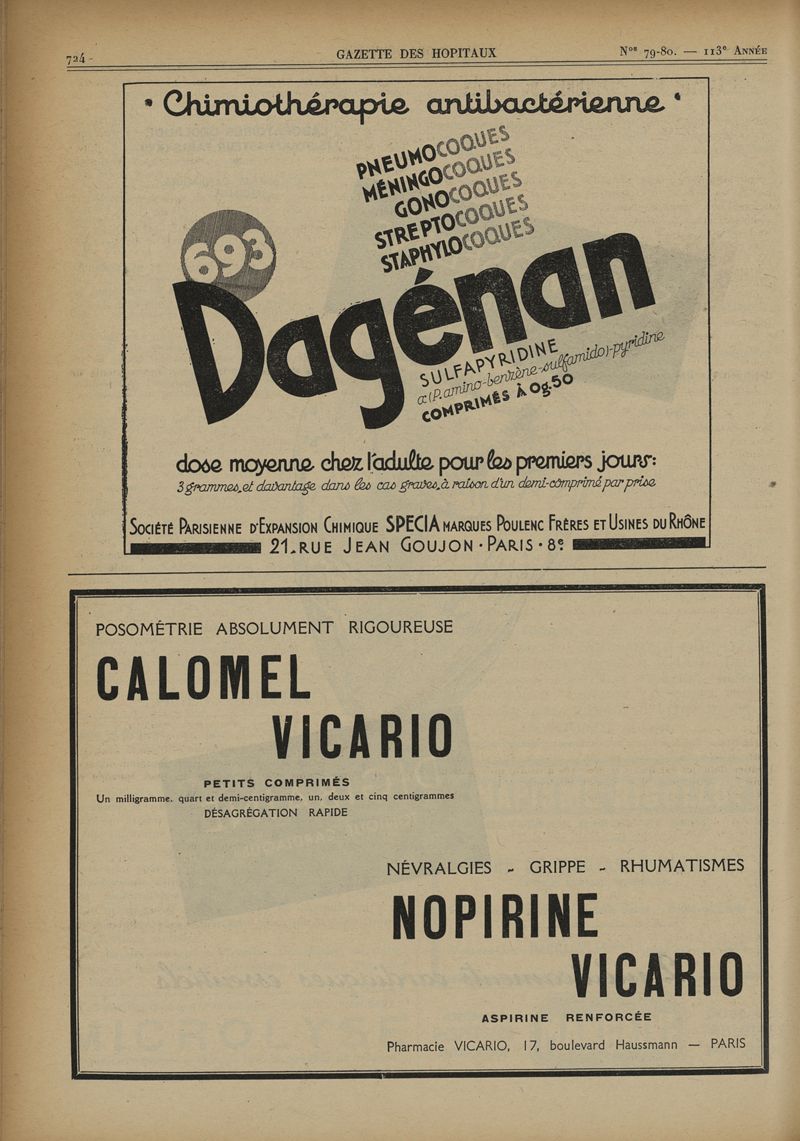 724
GAZETTE DES HOPITAUX
Nos 79-80. — 113e ANNÉE
Chimiothérapie antibactérienne
PNEUMOCOQUES
MÉNINGOCOQUES
GONOCOQUES
STREPTOCOQUES
STAPHYLOCOQUES
693
Dagénan
SULFAPYRIDINE
α(P.amino-benzène-sulfamido)-pyridine
COMPRIMÉS À 0g.50
dose moyenne chez l'adulte pour les premiers jours:
3 grammes, et davantage dans les cas graves, à raison d'un demi-comprimé par prise
SOCIÉTÉ PARISIENNE D'EXPANSION CHIMIQUE SPECIA MARQUES POULENC FRÈRES ET USINES DU RHÔNE
21.RUE JEAN GOUJON·PARIS·8e
POSOMÉTRIE ABSOLUMENT RIGOUREUSE
CALOMEL
VICARIO
PETITS COMPRIMÉS
Un milligramme, quart et demi-centigramme, un, deux et cinq centigrammes
DÉSAGRÉGATION RAPIDE
NÉVRALGIES - GRIPPE - RHUMATISMES
NOPIRINE
VICARIO
ASPIRINE RENFORCÉE
Pharmacie VICARIO, 17, boulevard Haussmann — PARIS